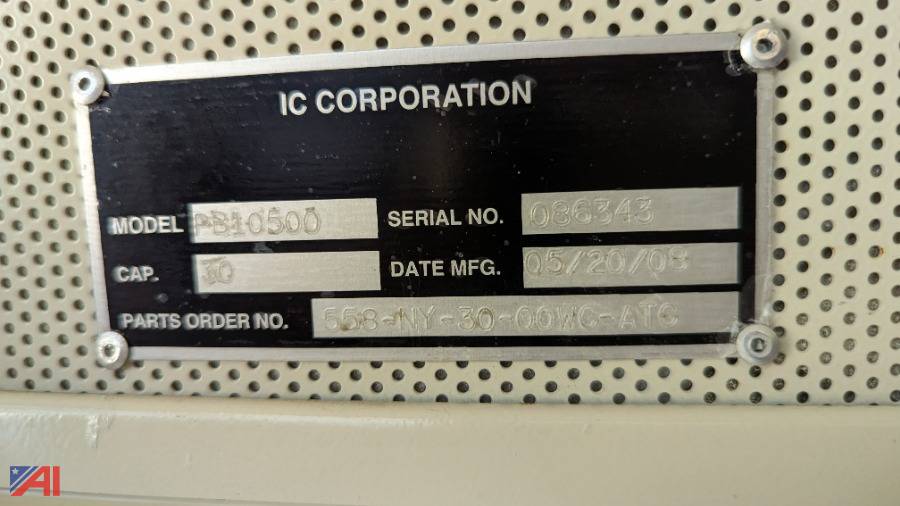 IC CORPORATION
MODEL PB10500 SERIAL NO. 086343
CAP. 30 DATE MFG. 05/20/08
PARTS ORDER NO. 558-NY-30-00WC-ATC
AI